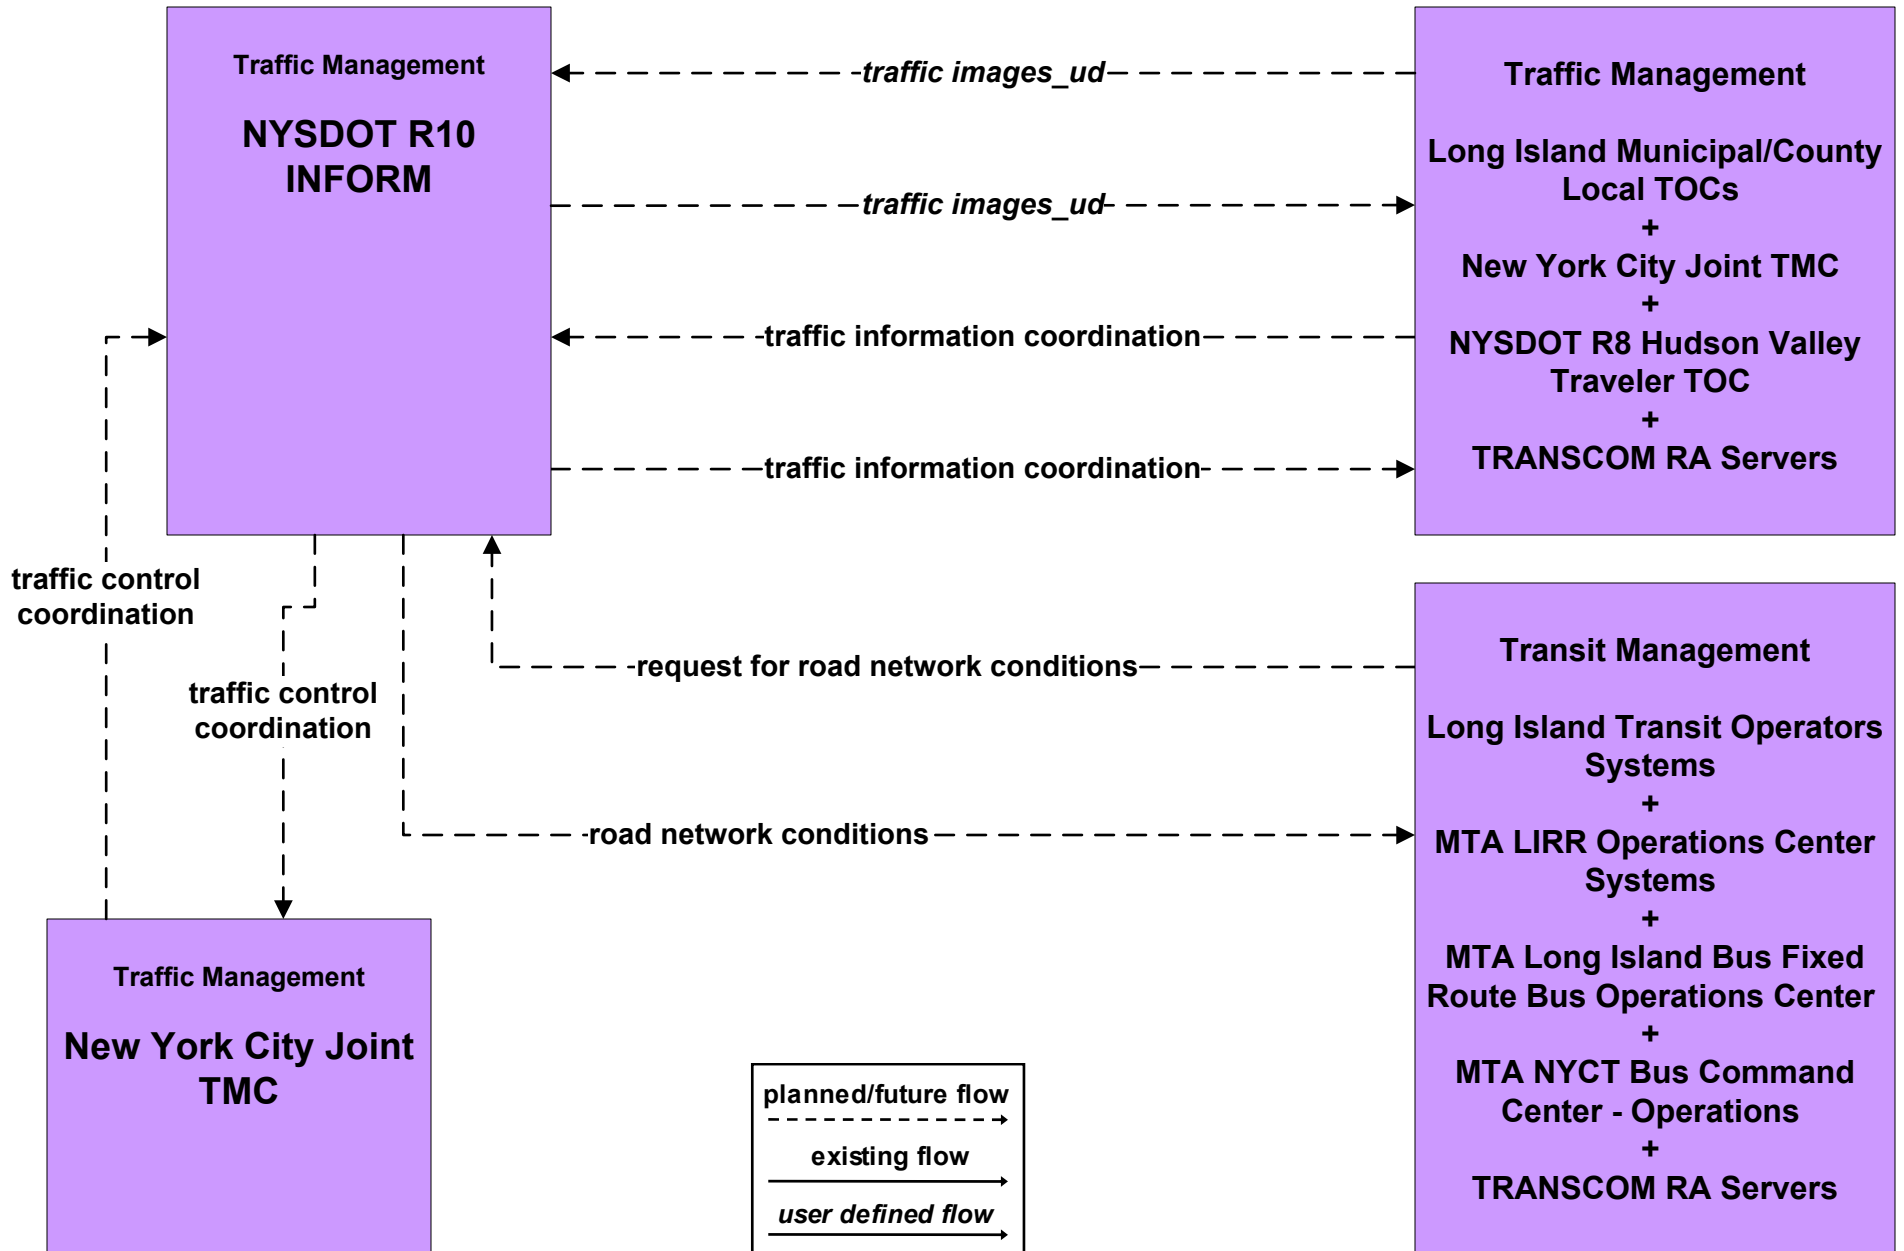 Traffic Management
NYSDOT R10
INFORM
traffic images_ud
traffic images_ud
traffic information coordination
traffic information coordination
Traffic Management
Long Island Municipal/County
Local TOCs
+
New York City Joint TMC
+
NYSDOT R8 Hudson Valley
Traveler TOC
+
TRANSCOM RA Servers
traffic control
coordination
traffic control
coordination
request for road network conditions
road network conditions
Transit Management
Long Island Transit Operators
Systems
+
MTA LIRR Operations Center
Systems
+
MTA Long Island Bus Fixed
Route Bus Operations Center
+
MTA NYCT Bus Command
Center - Operations
+
TRANSCOM RA Servers
Traffic Management
New York City Joint
TMC
planned/future flow
existing flow
user defined flow